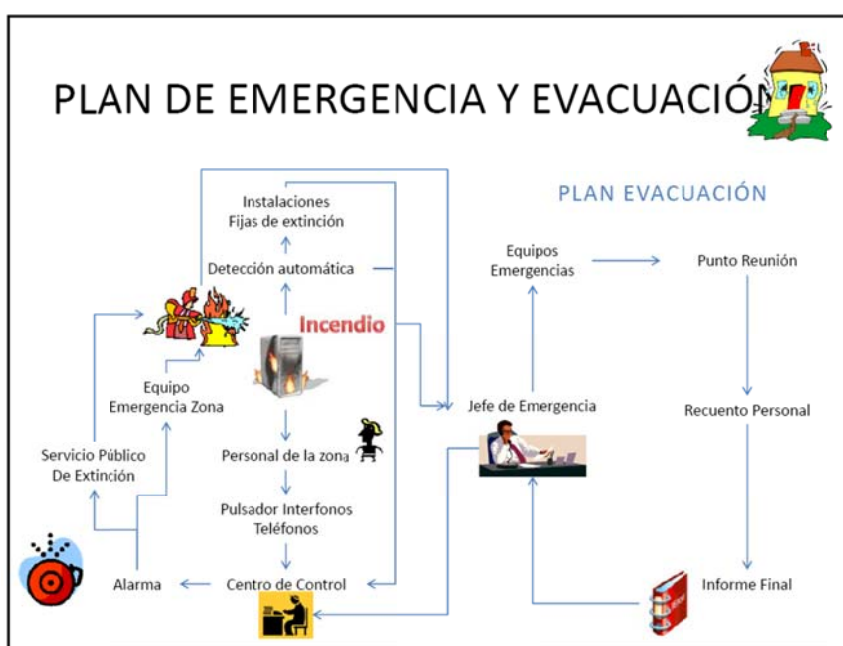 PLAN DE EMERGENCIA Y EVACUACIÓN
PLAN EVACUACIÓN
Instalaciones
Fijas de extinción
Detección automática
Incendio
Equipo
Emergencia Zona
Servicio Público
De Extinción
Personal de la zona
Pulsador Interfonos
Teléfonos
Alarma
Centro de Control
Equipos
Emergencias
Punto Reunión
Jefe de Emergencia
Recuento Personal
Informe Final